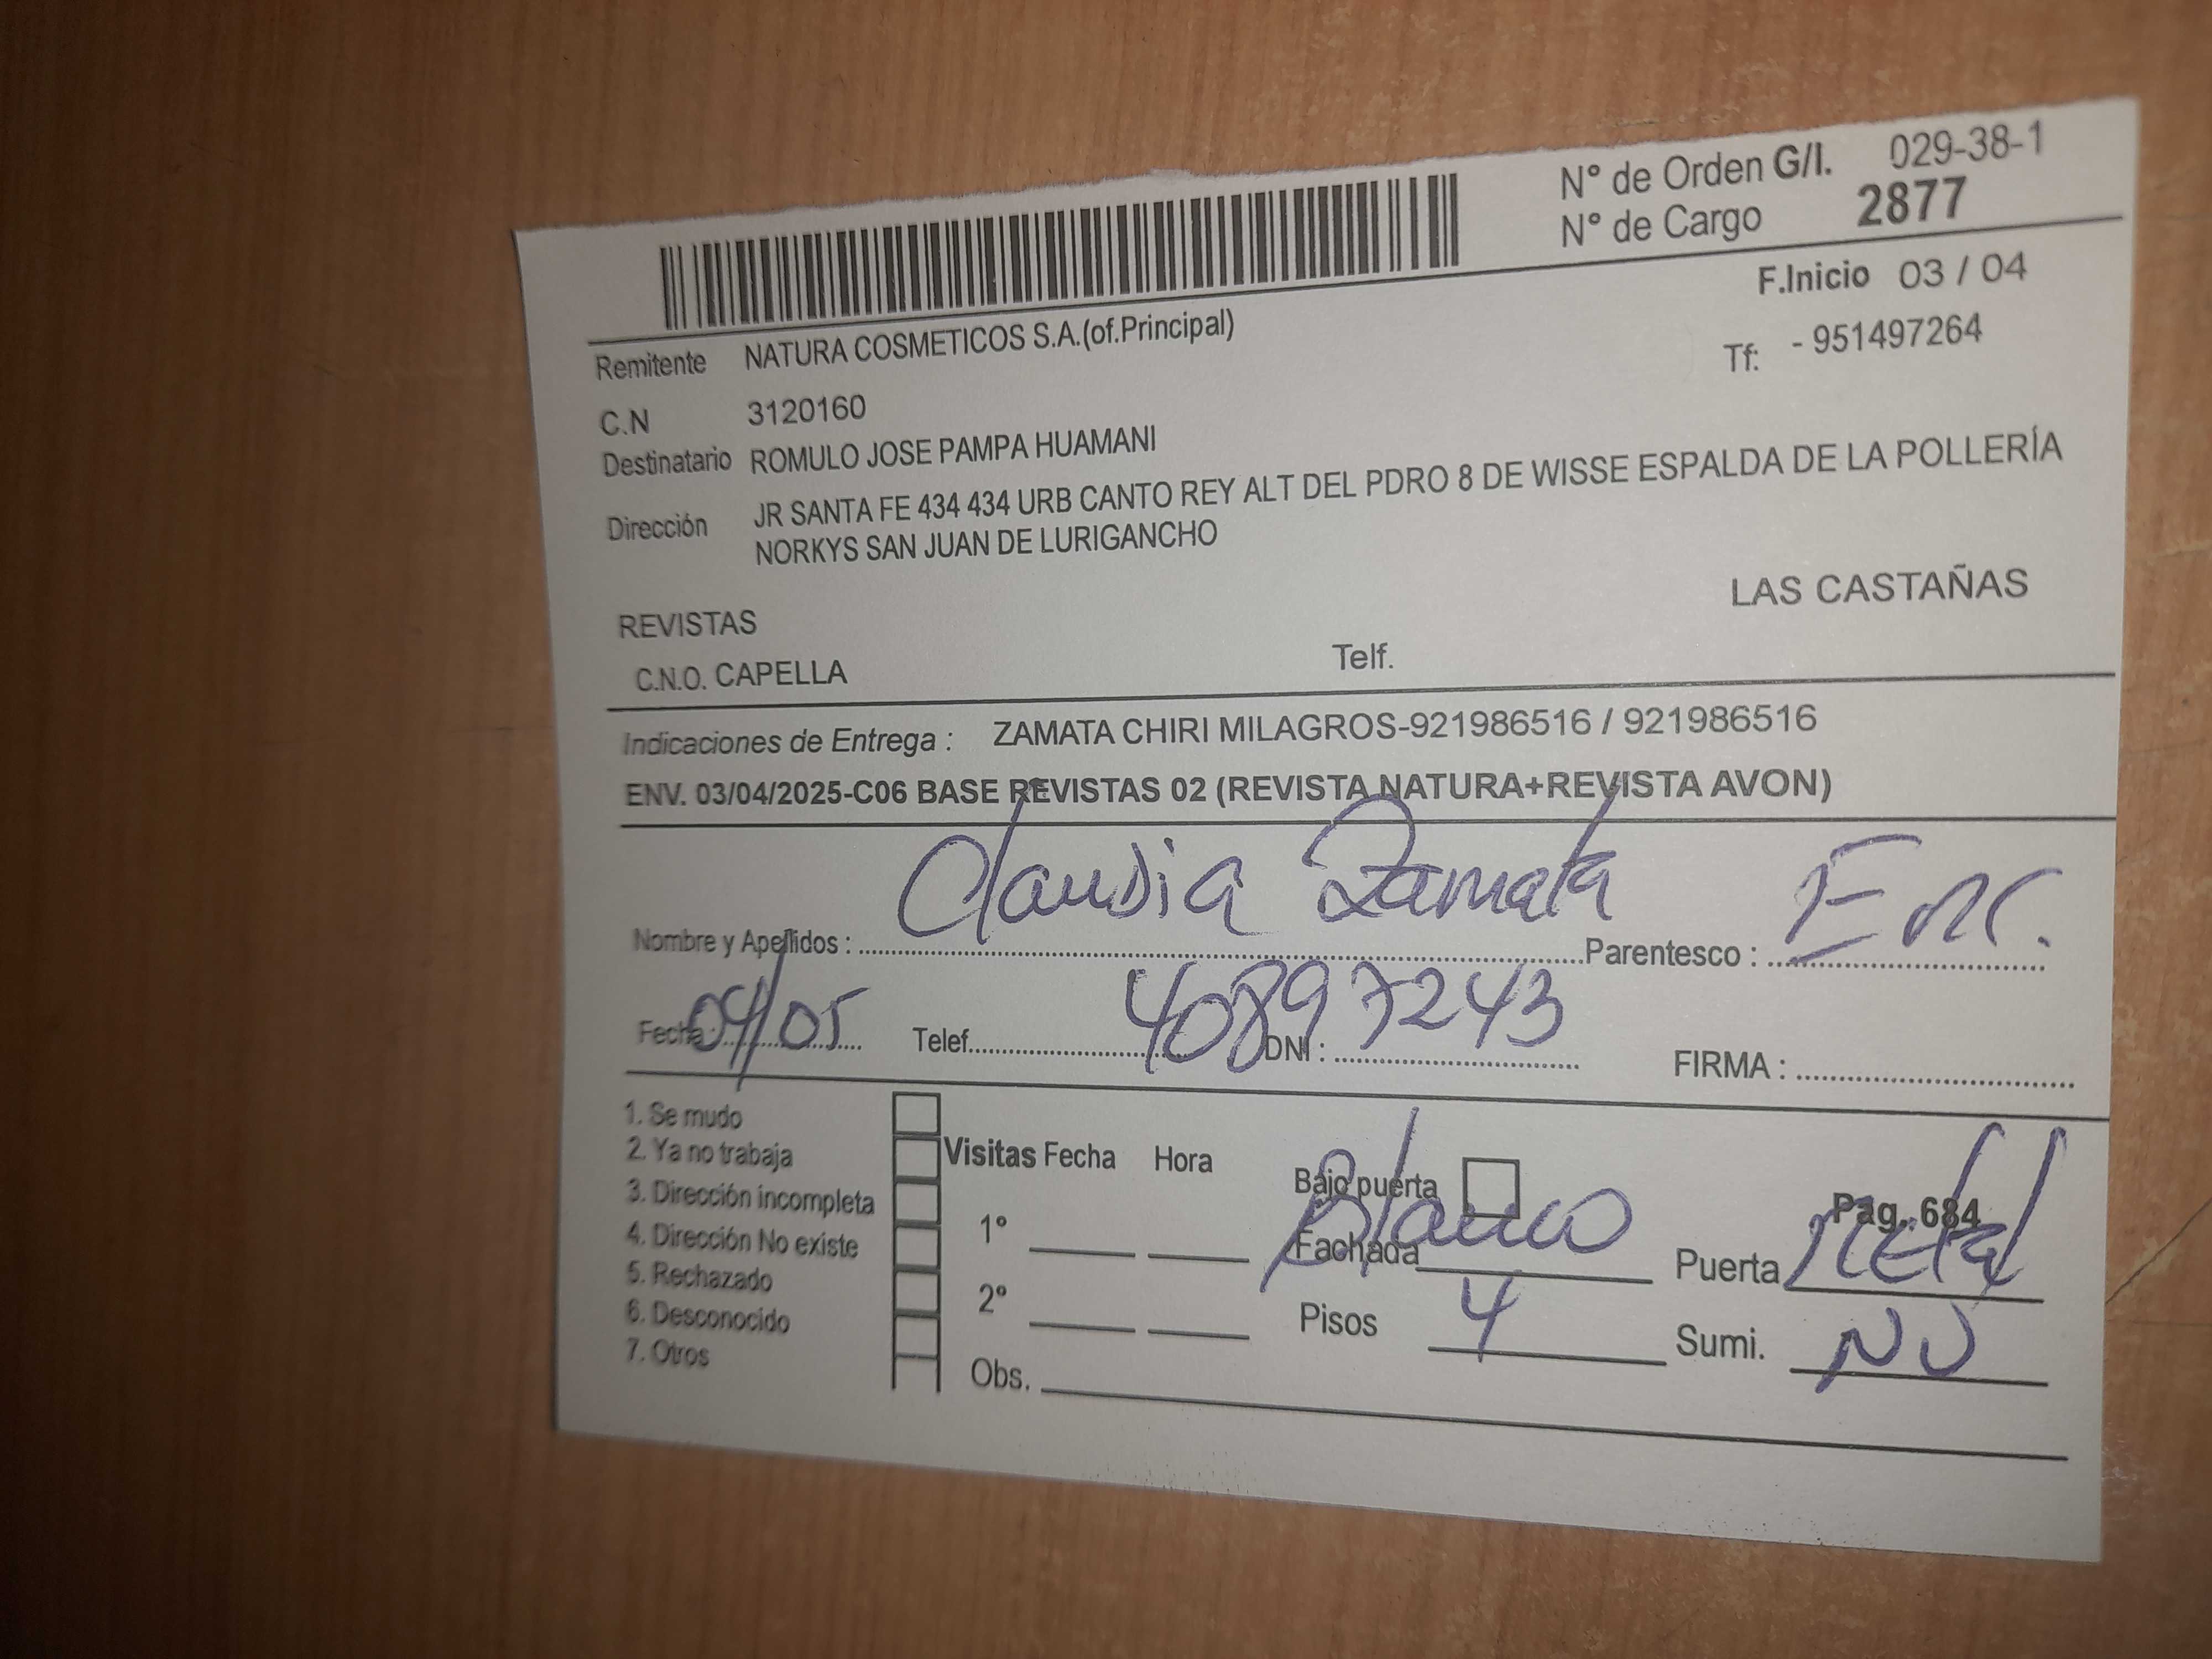 N° de Orden G/I. 029-38-1
N° de Cargo 2877
F.Inicio 03 / 04
Remitente NATURA COSMETICOS S.A.(of.Principal)
Tf: - 951497264
C.N 3120160
Destinatario ROMULO JOSE PAMPA HUAMANI
Dirección JR SANTA FE 434 434 URB CANTO REY ALT DEL PDRO 8 DE WISSE ESPALDA DE LA POLLERÍA
NORKYS SAN JUAN DE LURIGANCHO
LAS CASTAÑAS
REVISTAS
C.N.O. CAPELLA Telf.
Indicaciones de Entrega : ZAMATA CHIRI MILAGROS-921986516 / 921986516
ENV. 03/04/2025-C06 BASE REVISTAS 02 (REVISTA NATURA+REVISTA AVON)
Nombre y Apellidos : Claudia Zamata Parentesco : Enc.
Fecha : 04/05 Telef. DNI : 40897243 FIRMA :
1. Se mudo
2. Ya no trabaja
3. Dirección incompleta
4. Dirección No existe
5. Rechazado
6. Desconocido
7. Otros
Visitas Fecha Hora
1°
2°
Obs.
Bajo puerta
Pag. 684
Fachada Blanco Puerta Metal
Pisos 4 Sumi. NO